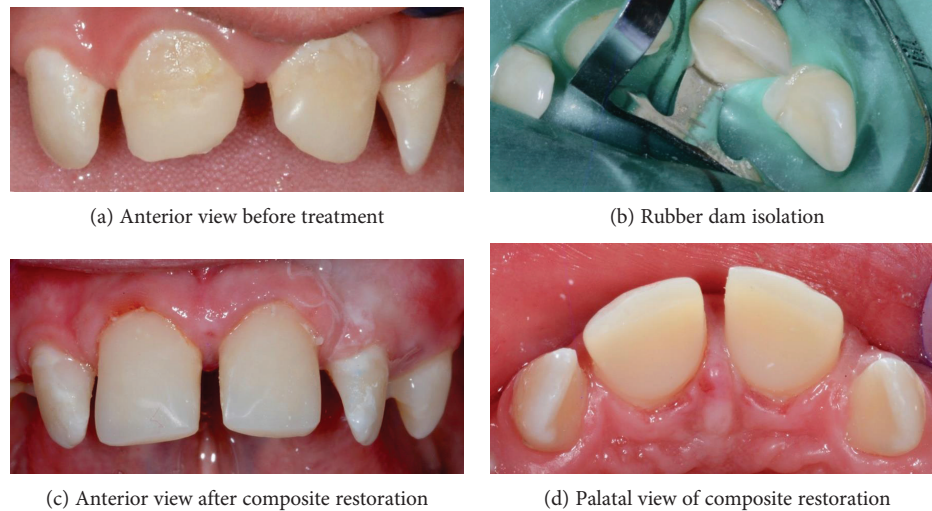 (a) Anterior view before treatment
(b) Rubber dam isolation
(c) Anterior view after composite restoration
(d) Palatal view of composite restoration